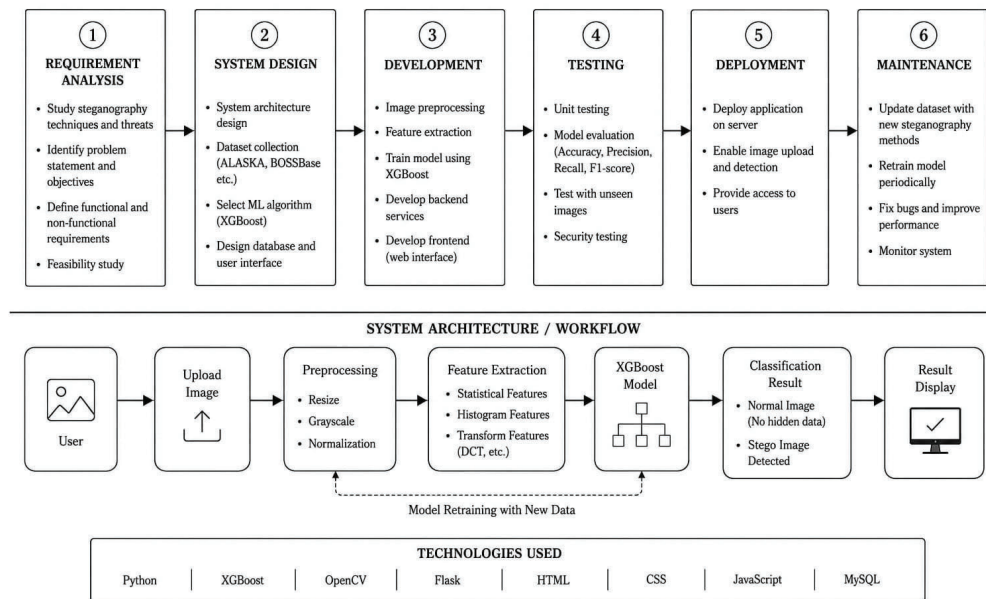 1
REQUIREMENT
ANALYSIS
• Study steganography
techniques and threats
• Identify problem
statement and
objectives
• Define functional and
non-functional
requirements
• Feasibility study
2
SYSTEM DESIGN
• System architecture
design
• Dataset collection
(ALASKA, BOSSBase
etc.)
• Select ML algorithm
(XGBoost)
• Design database and
user interface
3
DEVELOPMENT
• Image preprocessing
• Feature extraction
• Train model using
XGBoost
• Develop backend
services
• Develop frontend
(web interface)
4
TESTING
• Unit testing
• Model evaluation
(Accuracy, Precision,
Recall, F1-score)
• Test with unseen
images
• Security testing
5
DEPLOYMENT
• Deploy application
on server
• Enable image upload
and detection
• Provide access to
users
6
MAINTENANCE
• Update dataset with
new steganography
methods
• Retrain model
periodically
• Fix bugs and improve
performance
• Monitor system
SYSTEM ARCHITECTURE / WORKFLOW
User
Upload
Image
Preprocessing
• Resize
• Grayscale
• Normalization
Feature Extraction
• Statistical Features
• Histogram Features
• Transform Features
(DCT, etc.)
XGBoost
Model
Classification
Result
• Normal Image
(No hidden data)
• Stego Image
Detected
Result
Display
Model Retraining with New Data
TECHNOLOGIES USED
Python | XGBoost | OpenCV | Flask | HTML | CSS | JavaScript | MySQL